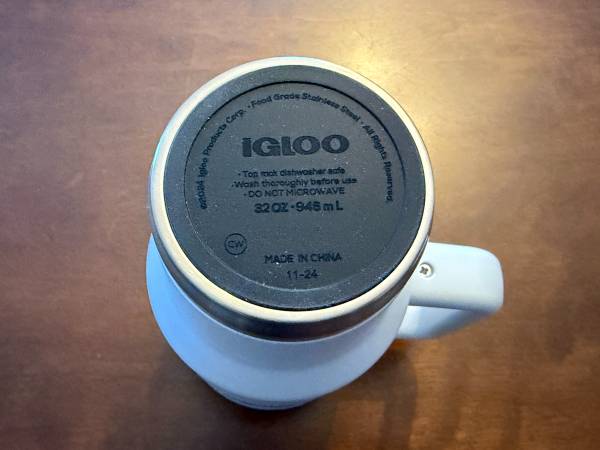 ©2024 Igloo Products Corp. • Food Grade Stainless Steel • All Rights Reserved.
IGLOO
• Top rack dishwasher safe
• Wash thoroughly before use
• DO NOT MICROWAVE
32 OZ • 946 mL
CW
MADE IN CHINA
11-24